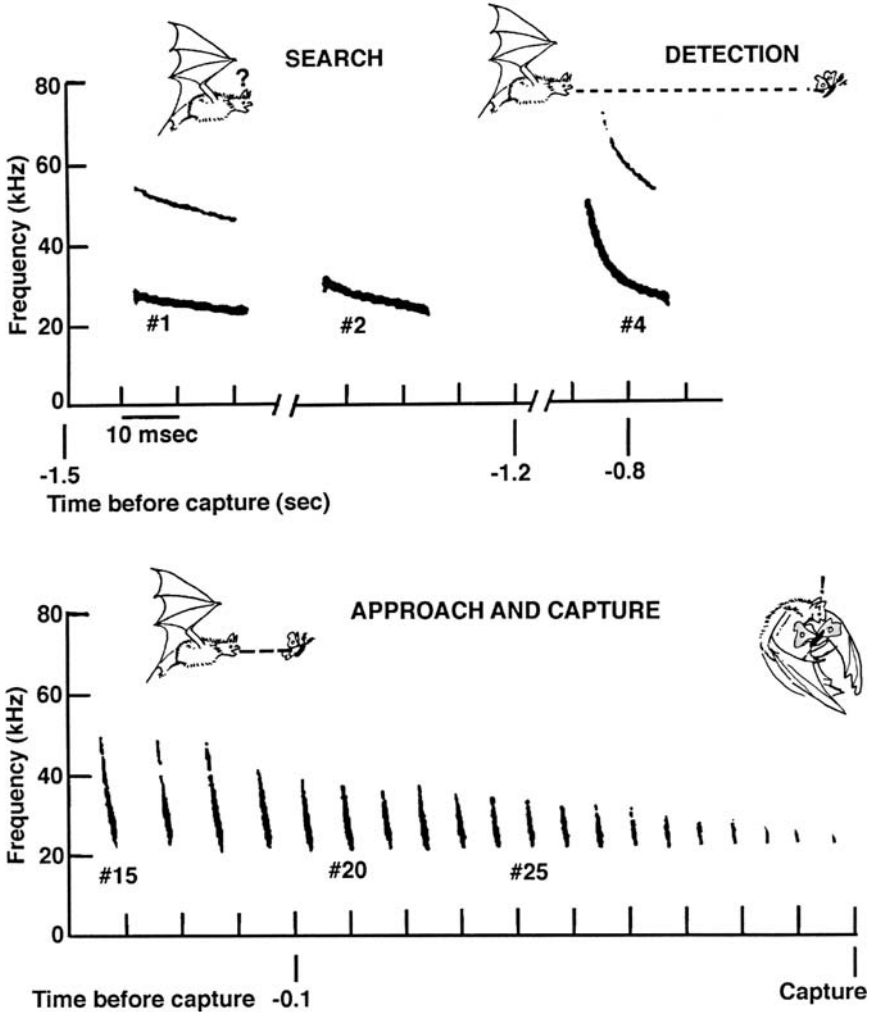 SEARCH
DETECTION
?
Frequency (kHz)
80
60
40
20
0
#1
#2
#4
10 msec
-1.5
-1.2
-0.8
Time before capture (sec)
APPROACH AND CAPTURE
!
Frequency (kHz)
80
60
40
20
0
#15
#20
#25
Time before capture -0.1
Capture